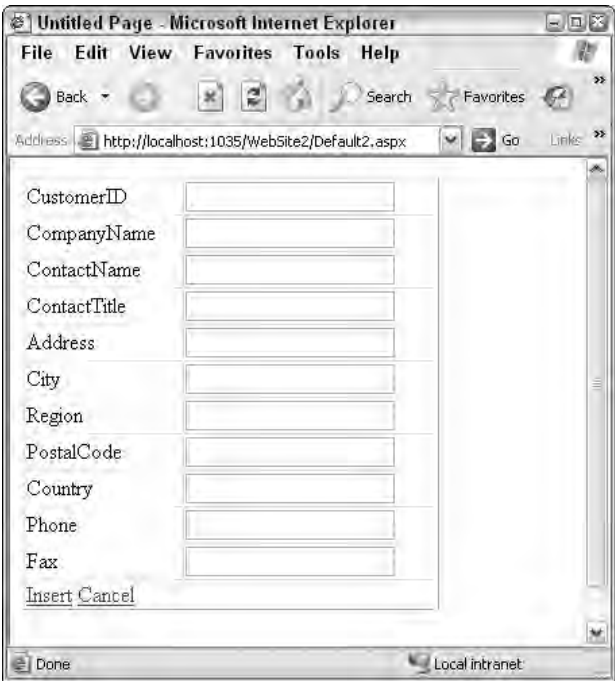 Untitled Page - Microsoft Internet Explorer
File Edit View Favorites Tools Help
Back Search Favorites »
Address http://localhost:1035/WebSite2/Default2.aspx Go Links »
CustomerID
CompanyName
ContactName
ContactTitle
Address
City
Region
PostalCode
Country
Phone
Fax
Insert Cancel
Done Local intranet